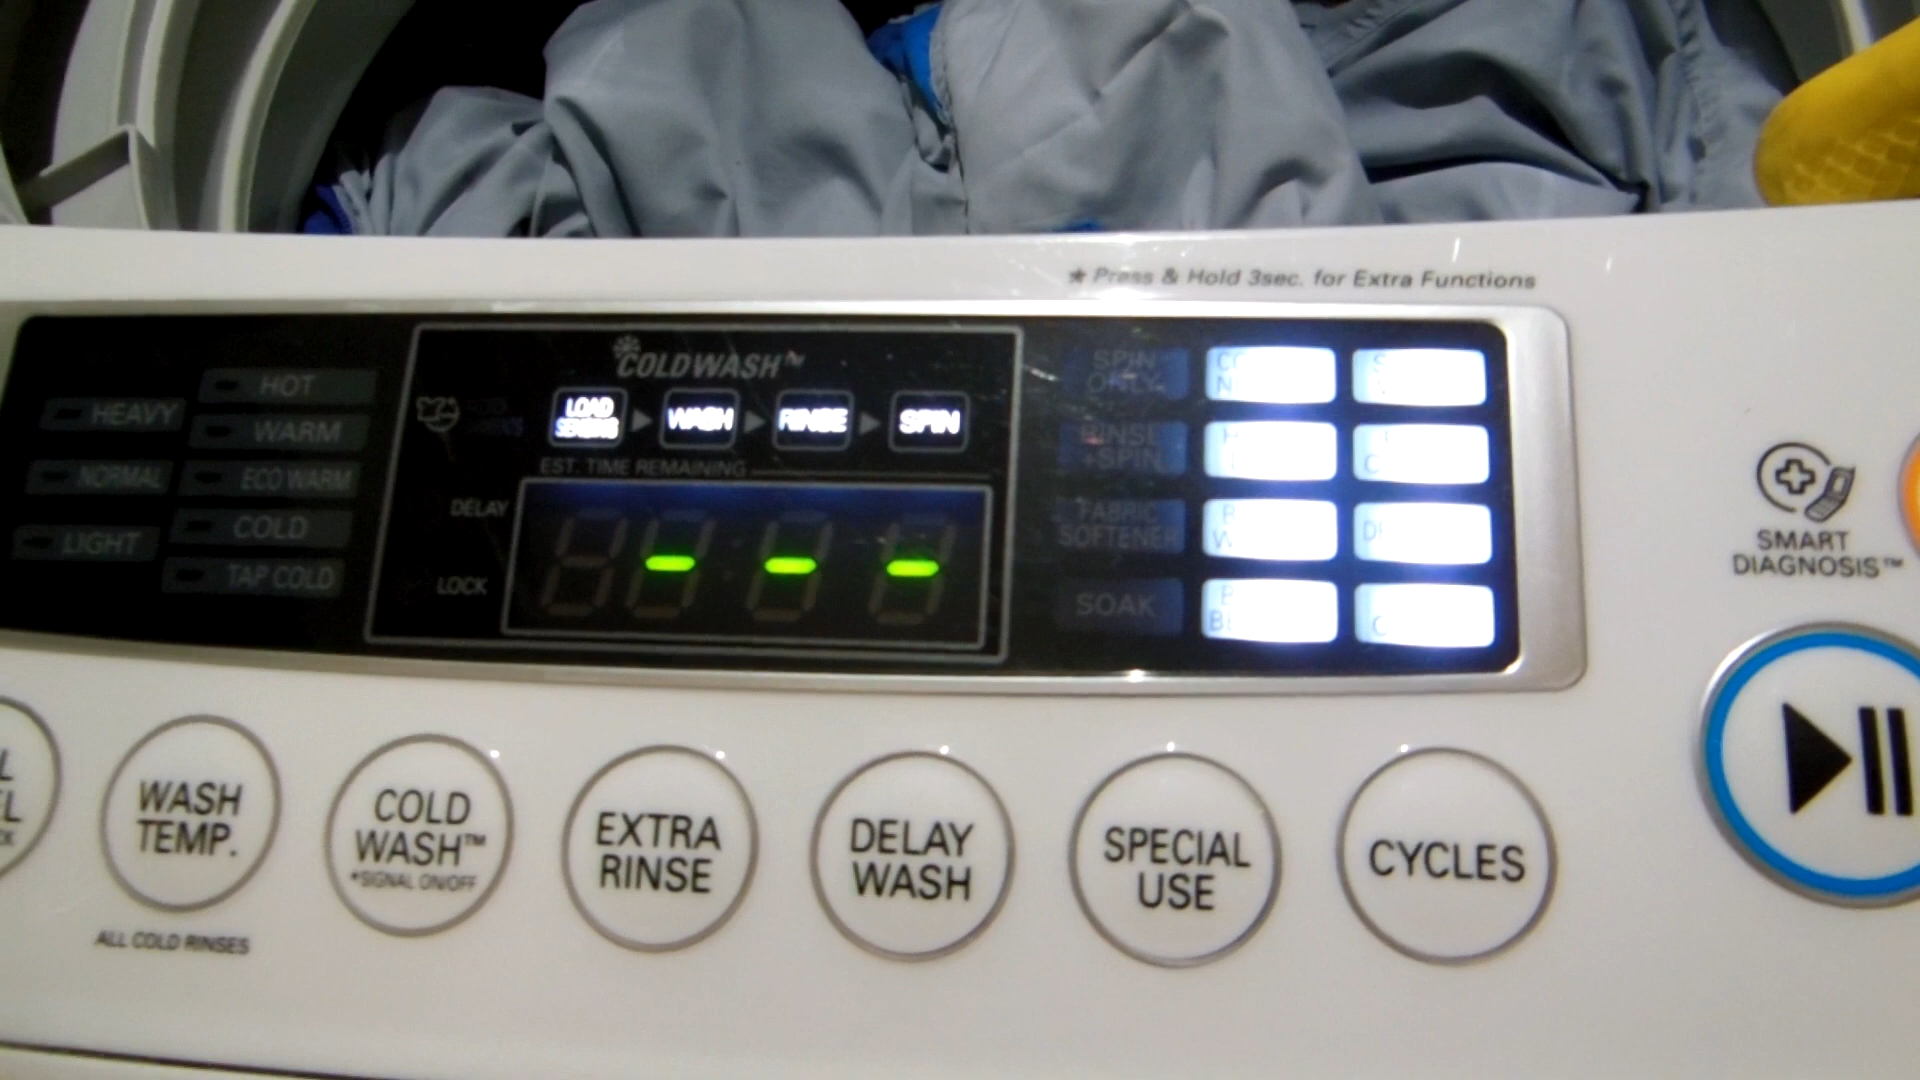 * Press & Hold 3sec. for Extra Functions
COLDWASH™
HEAVY
NORMAL
LIGHT
HOT
WARM
ECO WARM
COLD
TAP COLD
LOAD
SENSING
WASH
RINSE
SPIN
EST. TIME REMAINING
DELAY
LOCK
- - -
SPIN
ONLY
RINSE
+SPIN
FABRIC
SOFTENER
SOAK
SMART
DIAGNOSIS™
WASH
TEMP.
ALL COLD RINSES
COLD
WASH™
*SIGNAL ON/OFF
EXTRA
RINSE
DELAY
WASH
SPECIAL
USE
CYCLES